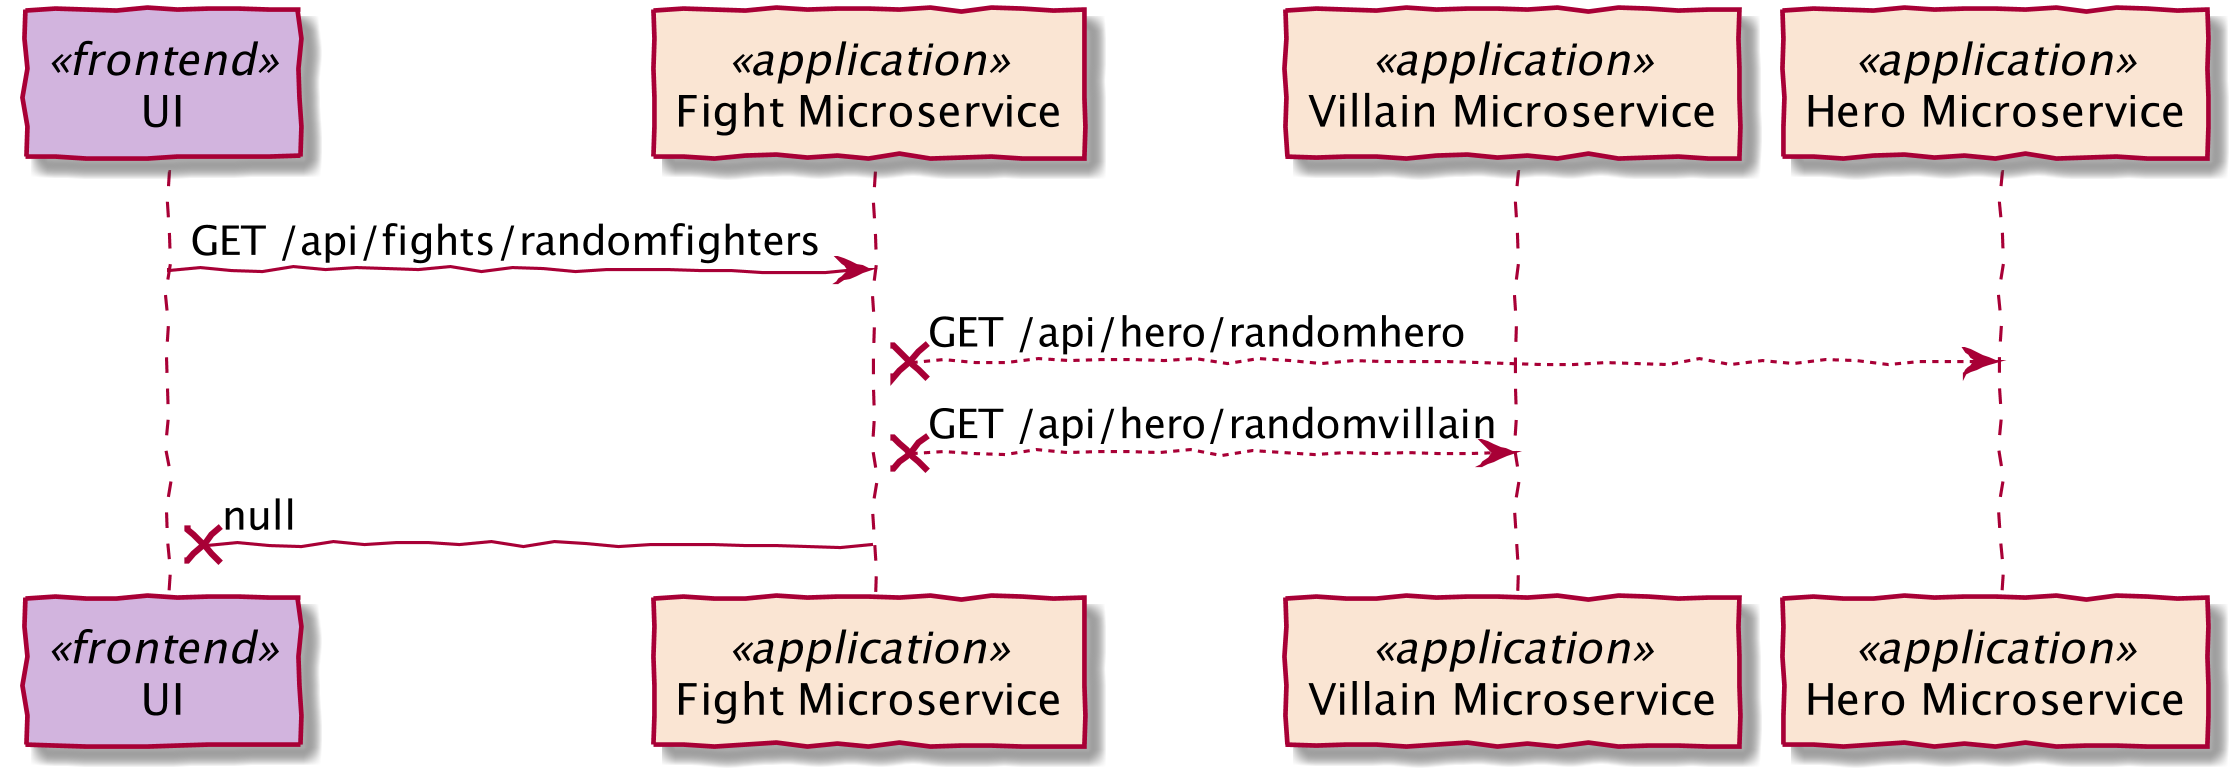 «frontend»
UI
«application»
Fight Microservice
«application»
Villain Microservice
«application»
Hero Microservice
GET /api/fights/randomfighters
GET /api/hero/randomhero
GET /api/hero/randomvillain
null
«frontend»
UI
«application»
Fight Microservice
«application»
Villain Microservice
«application»
Hero Microservice